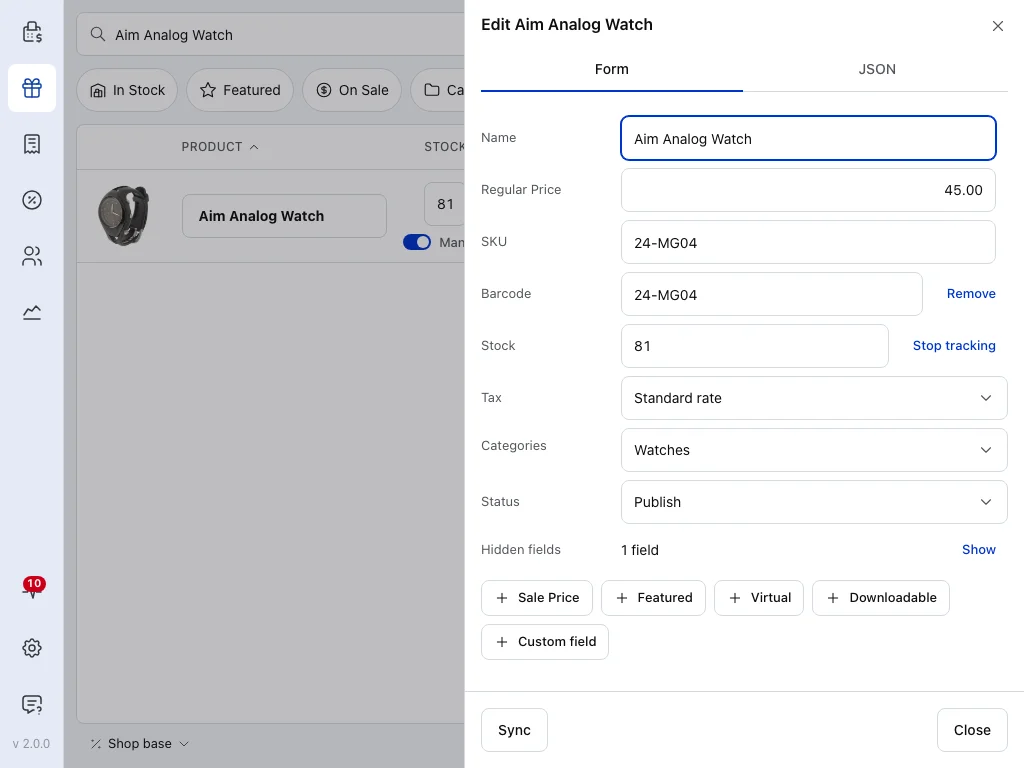 Edit Aim Analog Watch
Aim Analog Watch
Form
JSON
In Stock
Featured
On Sale
Ca
PRODUCT
STOCK
Aim Analog Watch
81
Man
Name
Aim Analog Watch
Regular Price
45.00
SKU
24-MG04
Barcode
24-MG04
Remove
Stock
81
Stop tracking
Tax
Standard rate
Categories
Watches
Status
Publish
Hidden fields
1 field
Show
Sale Price
Featured
Virtual
Downloadable
Custom field
10
Sync
Close
v 2.0.0
Shop base